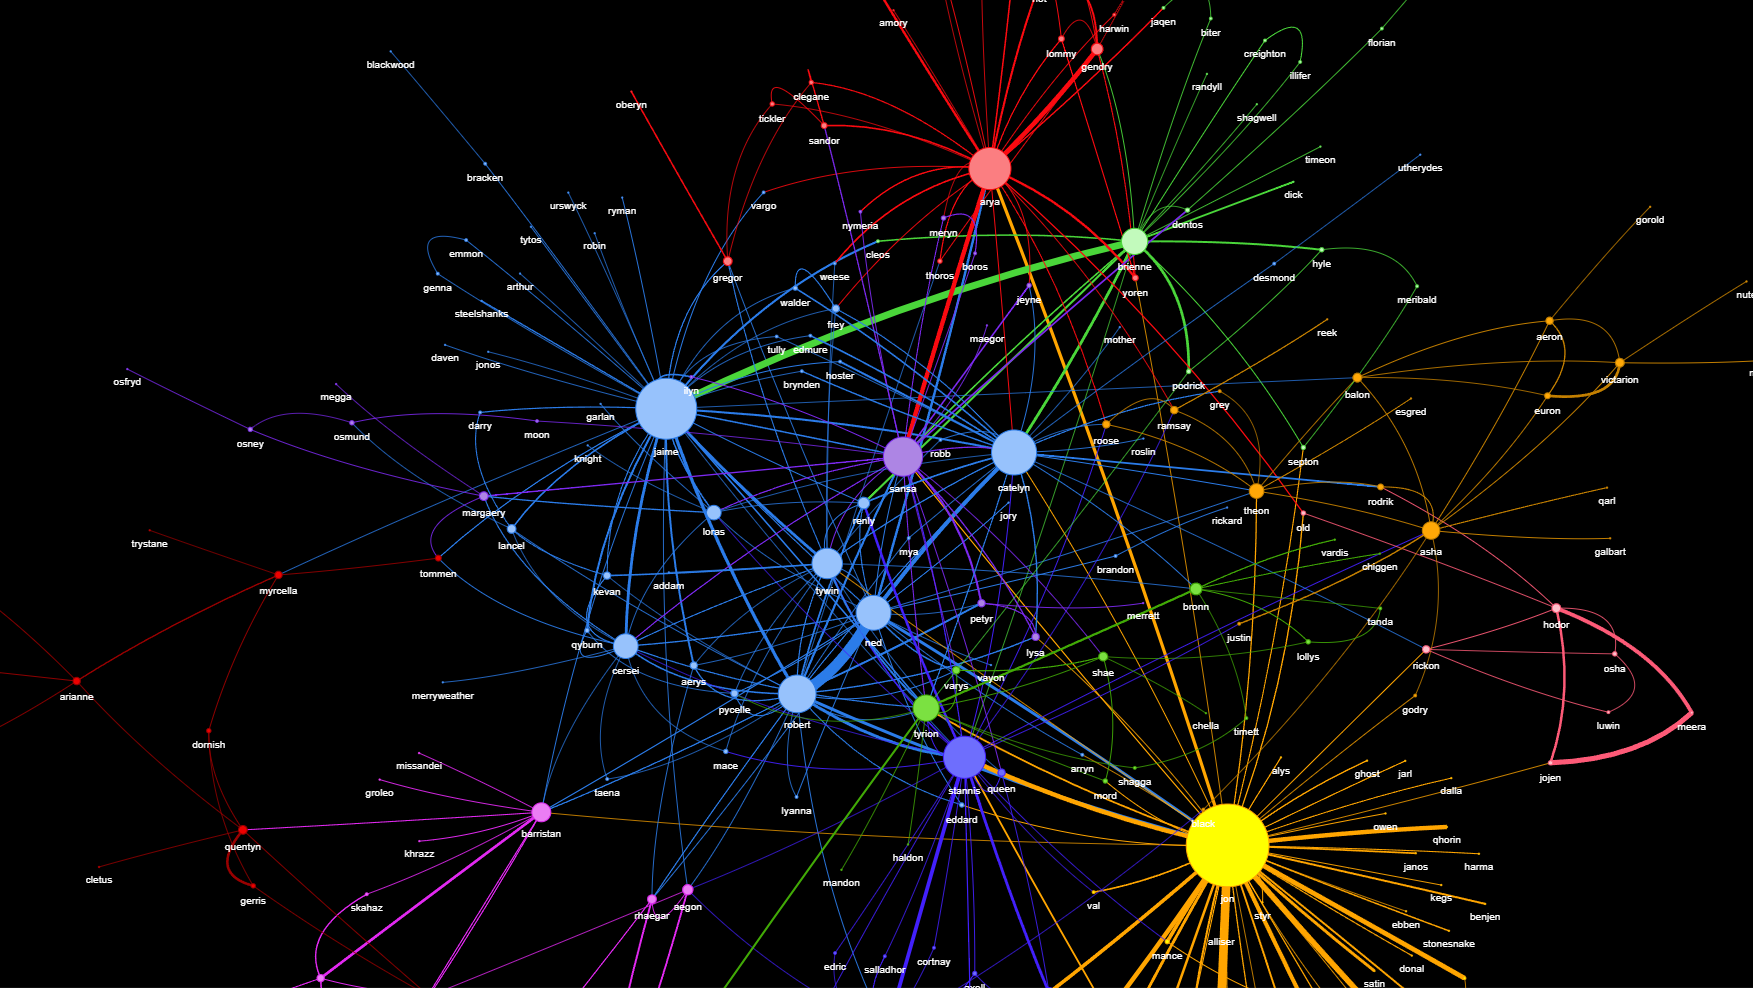 amory
harwin
jaqen
biter
florian
lommy
creighton
gendry
illifer
blackwood
randyll
oberyn
clegane
tickler
shagwell
sandor
timeon
utherydes
bracken
dick
urswyck
ryman
vargo
arya
gorold
nymeria
meryn
dontos
tytos
robin
emmon
cleos
brienne
hyle
boros
thoros
weese
gregor
desmond
genna
arthur
yoren
jeyne
meribald
walder
steelshanks
frey
reek
maegor
mother
aeron
daven
jonos
tully
edmure
hoster
osfryd
brynden
podrick
victarion
ilyn
balon
megga
garlan
grey
esgred
euron
darry
moon
ramsay
osney
osmund
roose
knight
jaime
robb
roslin
septon
sansa
catelyn
rodrik
qarl
margaery
jory
theon
rickard
old
renly
loras
trystane
lancel
mya
vardis
asha
galbart
chiggen
tommen
brandon
myrcella
kevan
addam
tywin
bronn
petyr
merrett
tanda
hodor
justin
qyburn
ned
lysa
lollys
cersei
rickon
osha
shae
aerys
varys
vayon
arianne
merryweather
pycelle
godry
robert
tyrion
chella
timett
luwin
meera
dornish
mace
missandei
arryn
alys
ghost
jarl
jojen
groleo
taena
stannis
queen
mord
shagga
dalla
lyanna
eddard
black
owen
barristan
qhorin
quentyn
khrazz
haldon
janos
harma
cletus
mandon
gerris
skahaz
rhaegar
aegon
val
jon
kegs
styr
benjen
ebben
alliser
stonesnake
mance
edric
salladhor
cortnay
donal
satin